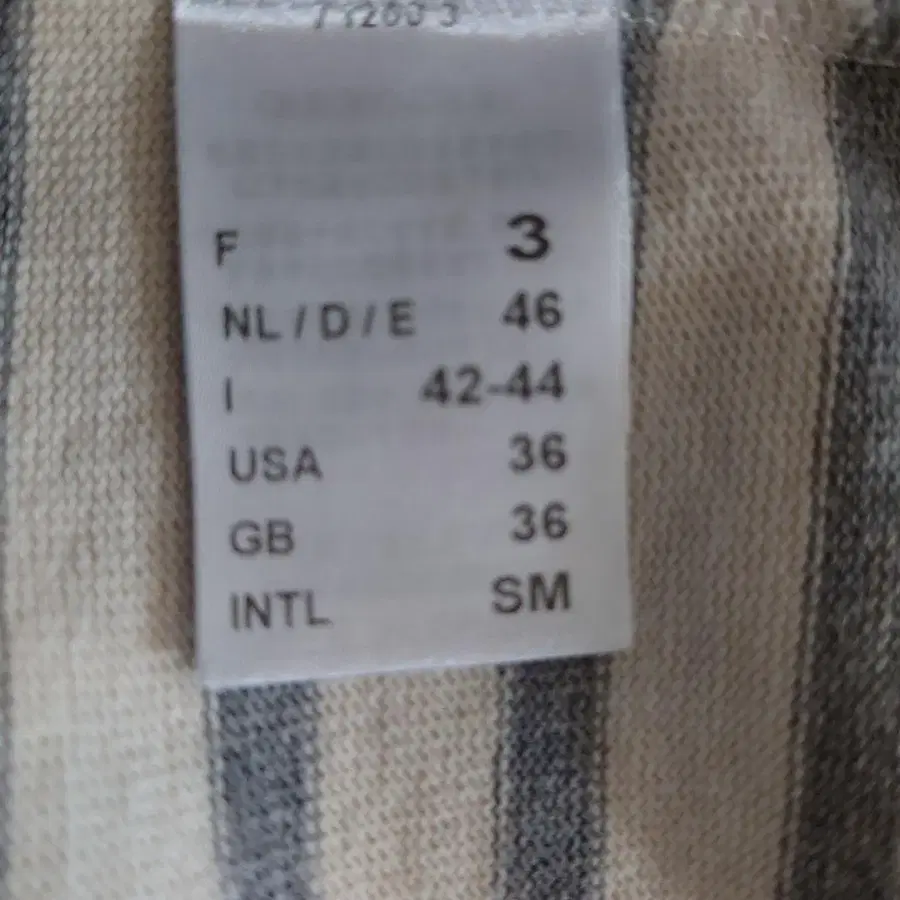 F 3
NL / D / E 46
I 42-44
USA 36
GB 36
INTL SM